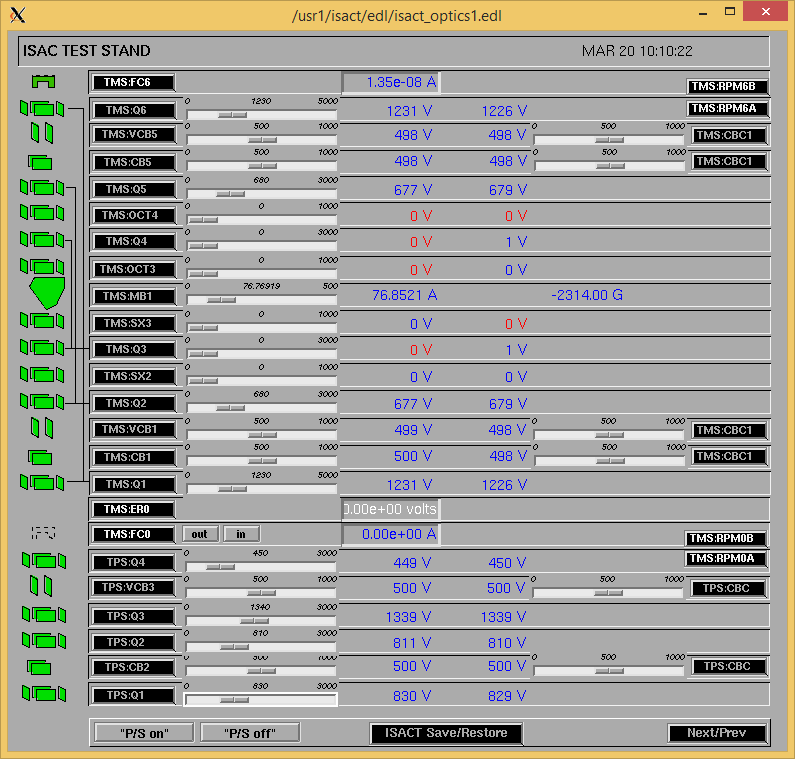 /usr1/isact/edl/isact_optics1.edl
ISAC TEST STAND MAR 20 10:10:22
TMS:FC6 1.35e-08 A TMS:RPM6B
TMS:Q6 0 1230 5000 1231 V 1226 V TMS:RPM6A
TMS:VCB5 0 500 1000 498 V 498 V 0 500 1000 TMS:CBC1
TMS:CB5 0 500 1000 498 V 498 V 0 500 1000 TMS:CBC1
TMS:Q5 0 680 3000 677 V 679 V
TMS:OCT4 0 0 1000 0 V 0 V
TMS:Q4 0 0 3000 0 V 1 V
TMS:OCT3 0 0 1000 0 V 0 V
TMS:MB1 0 76.76919 500 76.8521 A -2314.00 G
TMS:SX3 0 0 1000 0 V 0 V
TMS:Q3 0 0 3000 0 V 1 V
TMS:SX2 0 0 1000 0 V 0 V
TMS:Q2 0 680 3000 677 V 679 V
TMS:VCB1 0 500 1000 499 V 498 V 0 500 1000 TMS:CBC1
TMS:CB1 0 500 1000 500 V 498 V 0 500 1000 TMS:CBC1
TMS:Q1 0 1230 5000 1231 V 1226 V
TMS:ER0 0.00e+00 volts
TMS:FC0 out in 0.00e+00 A TMS:RPM0B
TPS:Q4 0 450 3000 449 V 450 V TMS:RPM0A
TPS:VCB3 0 500 1000 500 V 500 V 0 500 1000 TPS:CBC
TPS:Q3 0 1340 3000 1339 V 1339 V
TPS:Q2 0 810 3000 811 V 810 V
TPS:CB2 0 500 1000 500 V 500 V 0 500 1000 TPS:CBC
TPS:Q1 0 830 3000 830 V 829 V
"P/S on" "P/S off" ISACT Save/Restore Next/Prev